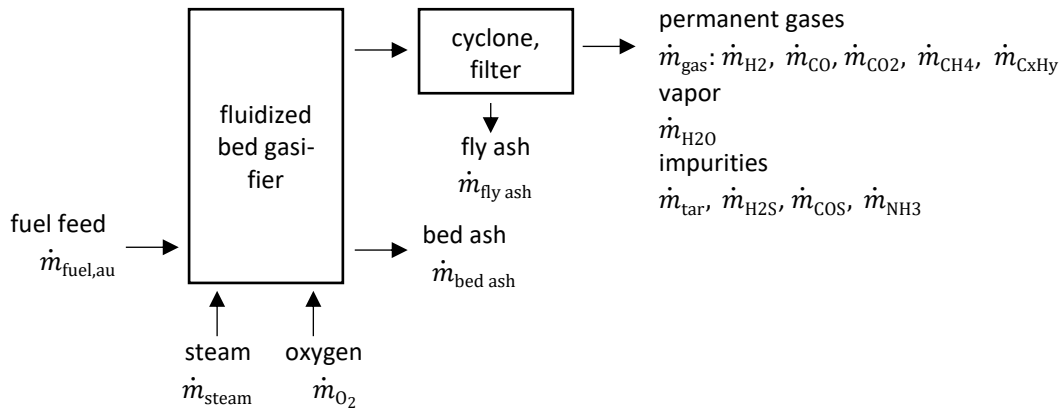 permanent gases
ṁgas: ṁH2, ṁCO, ṁCO2, ṁCH4, ṁCxHy
vapor
ṁH2O
impurities
ṁtar, ṁH2S, ṁCOS, ṁNH3
cyclone,
filter
fluidized
bed gasi-
fier
fly ash
ṁfly ash
fuel feed
ṁfuel,au
bed ash
ṁbed ash
steam
ṁsteam
oxygen
ṁO₂